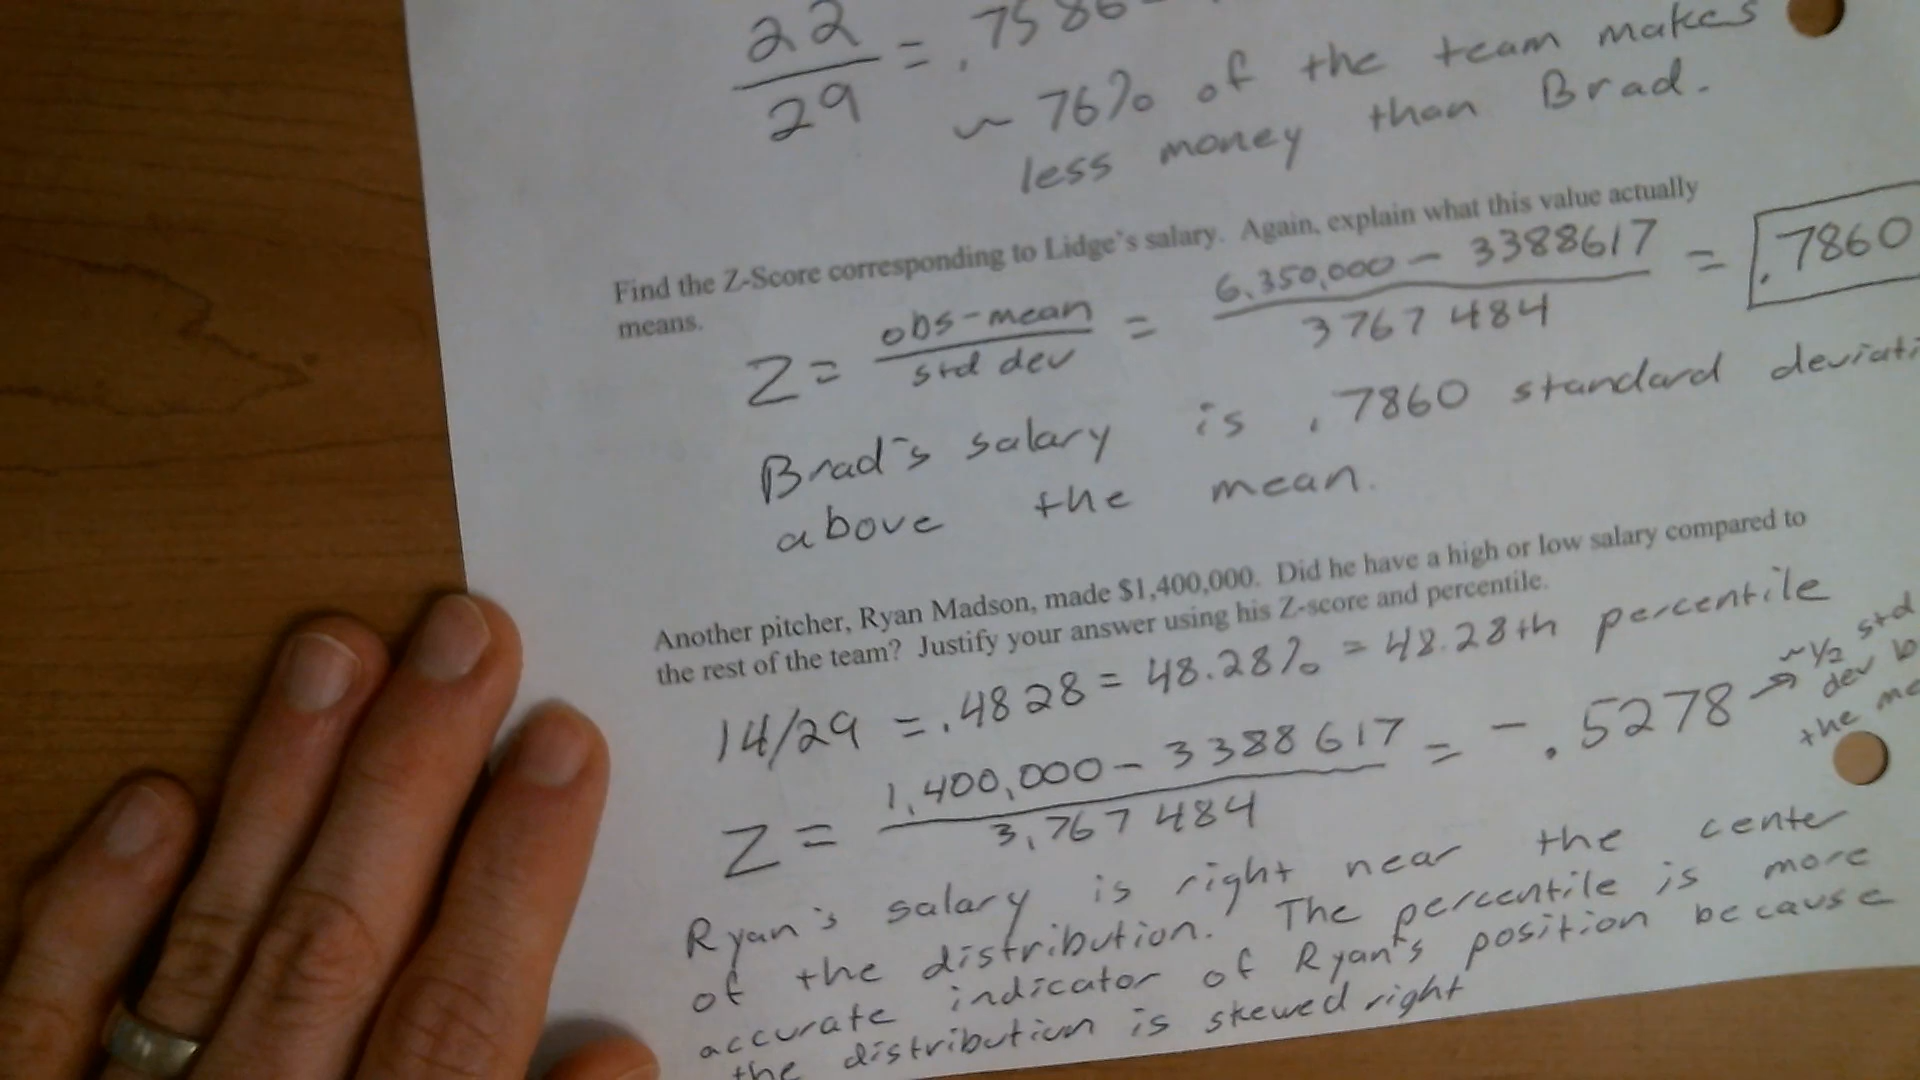 22
/29 = .7586
~ 76% of the team makes
less money than Brad.
Find the Z-Score corresponding to Lidge's salary. Again, explain what this value actually
means.
Z = obs-mean / std dev = 6,350,000 - 3388617 / 3767484 = .7860
Brad's salary is .7860 standard deviati
above the mean.
Another pitcher, Ryan Madson, made $1,400,000. Did he have a high or low salary compared to
the rest of the team? Justify your answer using his Z-score and percentile.
14/29 = .4828 = 48.28% = 48.28th percentile
Z = 1,400,000 - 3388617 / 3,767484 = -.5278 → ~1/2 std
dev b
the me
Ryan's salary is right near the center
of the distribution. The percentile is more
accurate indicator of Ryan's position because
the distribution is skewed right